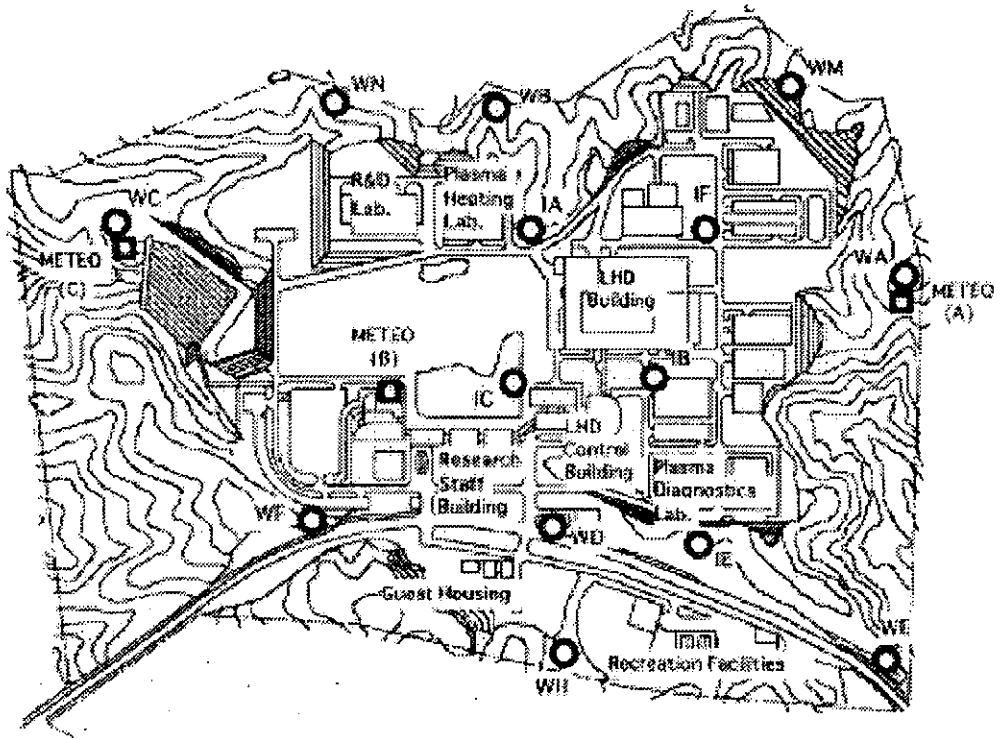 WN
WB
WM
R&D
Lab.
Plasma
Heating
Lab.
IA
IF
WC
METEO
(C)
WA
METEO
(A)
LHD
Building
METEO
(B)
IB
IC
LHD
Control
Building
Research
Staff
Building
Plasma
Diagnostics
Lab.
WF
WD
IE
Guest Housing
WE
Recreation Facilities
WH